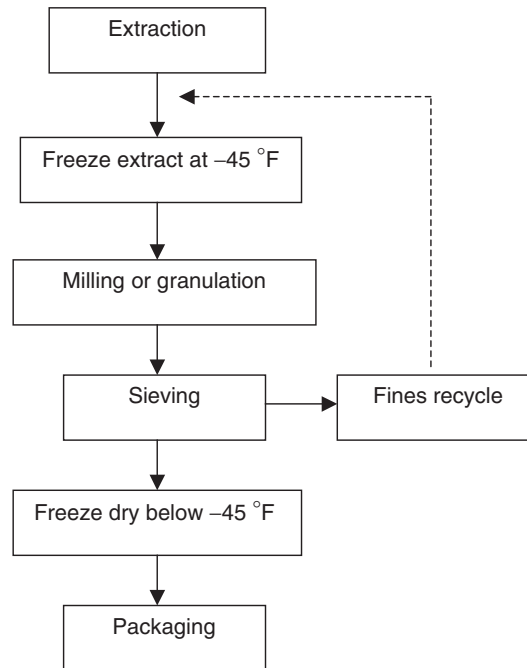 Extraction
Freeze extract at –45 °F
Milling or granulation
Sieving
Fines recycle
Freeze dry below –45 °F
Packaging